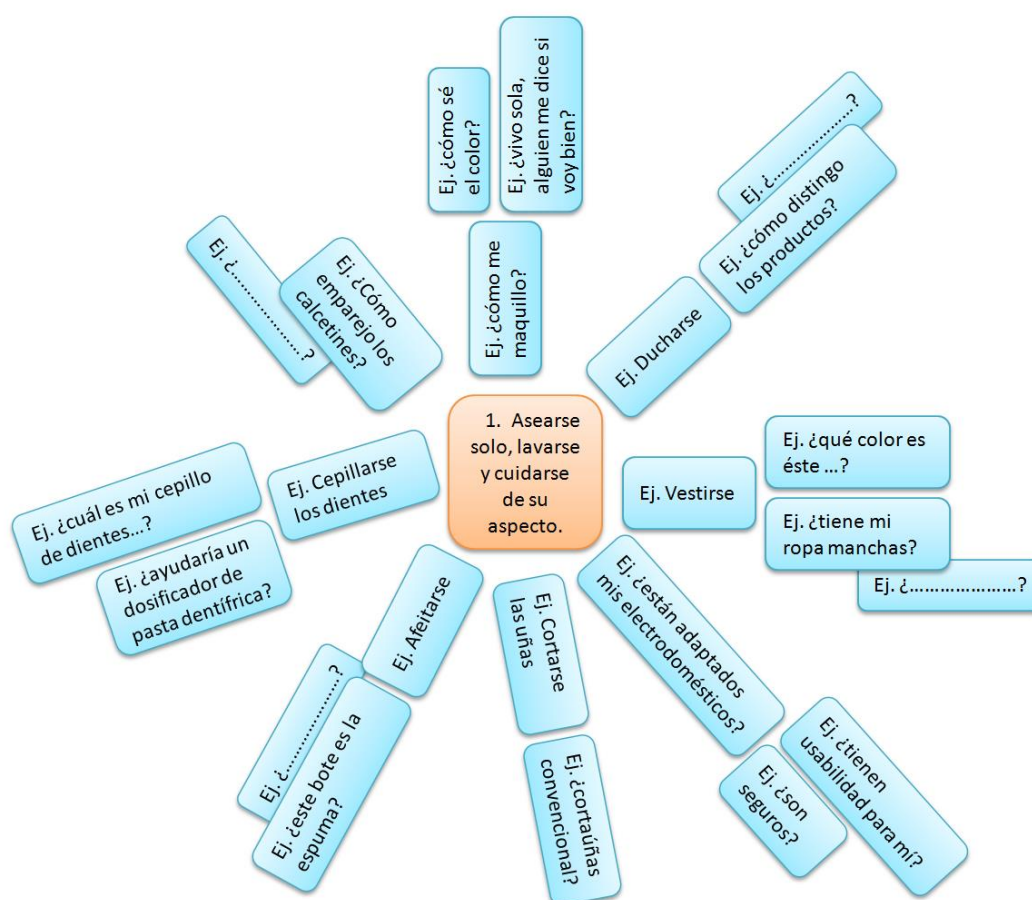 1. Asearse
solo, lavarse
y cuidarse
de su
aspecto.
Ej. ¿cómo me
maquillo?
Ej. ¿cómo sé
el color?
Ej. ¿vivo sola,
alguien me dice si
voy bien?
Ej. Ducharse
Ej. ¿cómo distingo
los productos?
Ej. ¿………………….?
Ej. Vestirse
Ej. ¿qué color es
éste …?
Ej. ¿tiene mi
ropa manchas?
Ej. ¿………………….?
Ej. ¿están adaptados
mis electrodomésticos?
Ej. ¿tienen
usabilidad para mí?
Ej. ¿son
seguros?
Ej. Cortarse
las uñas
Ej. ¿cortaúñas
convencional?
Ej. Afeitarse
Ej. ¿este bote es la
espuma?
Ej. ¿………………….?
Ej. Cepillarse
los dientes
Ej. ¿cuál es mi cepillo
de dientes…?
Ej. ¿ayudaría un
dosificador de
pasta dentífrica?
Ej. ¿Cómo
emparejo los
calcetines?
Ej. ¿………………….?